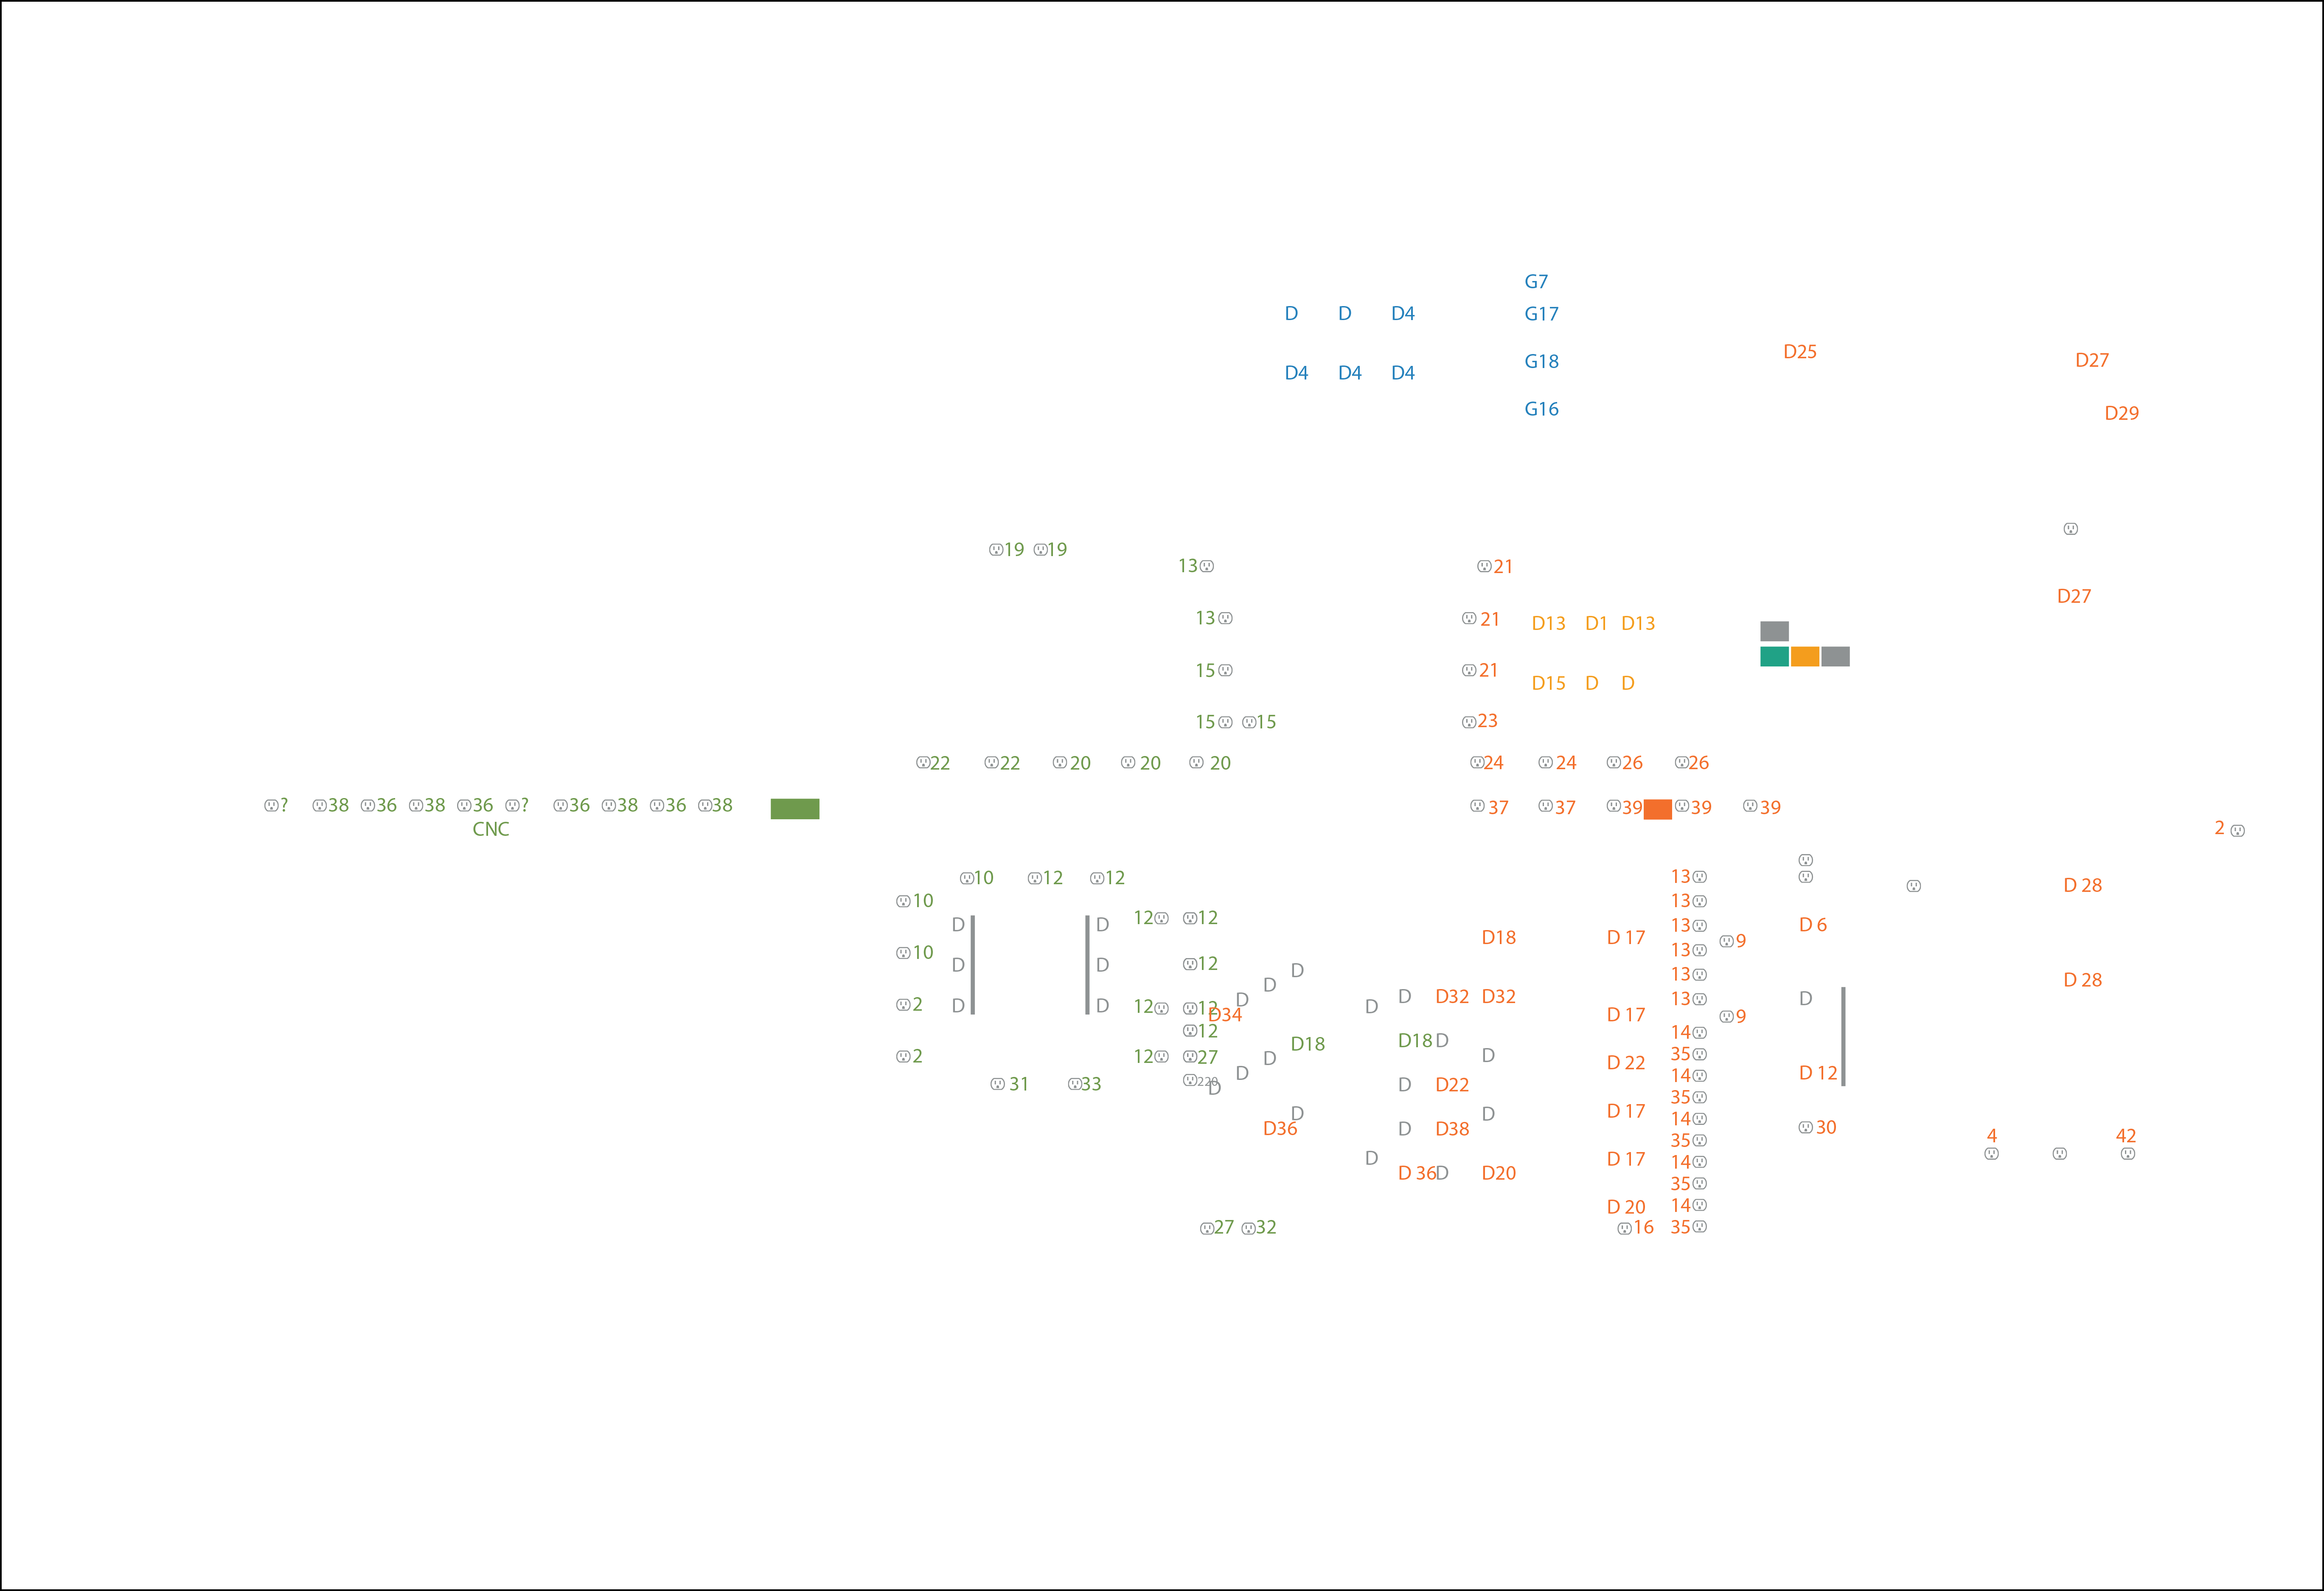 G7
D D D4 G17
D25
D27
G18
D4 D4 D4
G16
D29
19 19
13 21
D27
13 21 D13 D1 D13
15 21
D15 D D
15 15 23
22 22 20 20 20 24 24 26 26
? 38 36 38 36 ? 36 38 36 38 37 37 39 39 39
CNC
2
10 12 12 13
D 28
10 13
12 12
D D 13 D 6
D18 D 17 9
10 13
12 D D
D 13
D 28
D
D D32 D32 13 D
2 D D D 12 12
D34 D 17 9
12 14
D18 D18 D
2 12 27 D D 35
D 22
D D 12
31 33 220 D D D22 14
35
D 17
D D 14
D36 D D38 30
35 4 42
D D 17 14
D 36 D D20
35
D 20 14
27 32 16 35